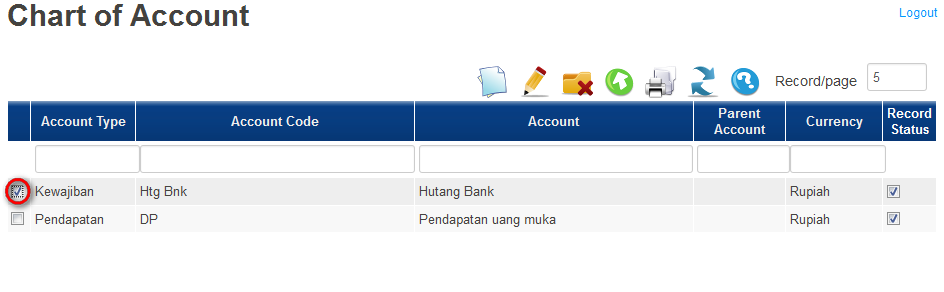 Chart of Account
Logout
Record/page 5
Account Type Account Code Account Parent Account Currency Record Status
Kewajiban Htg Bnk Hutang Bank Rupiah
Pendapatan DP Pendapatan uang muka Rupiah